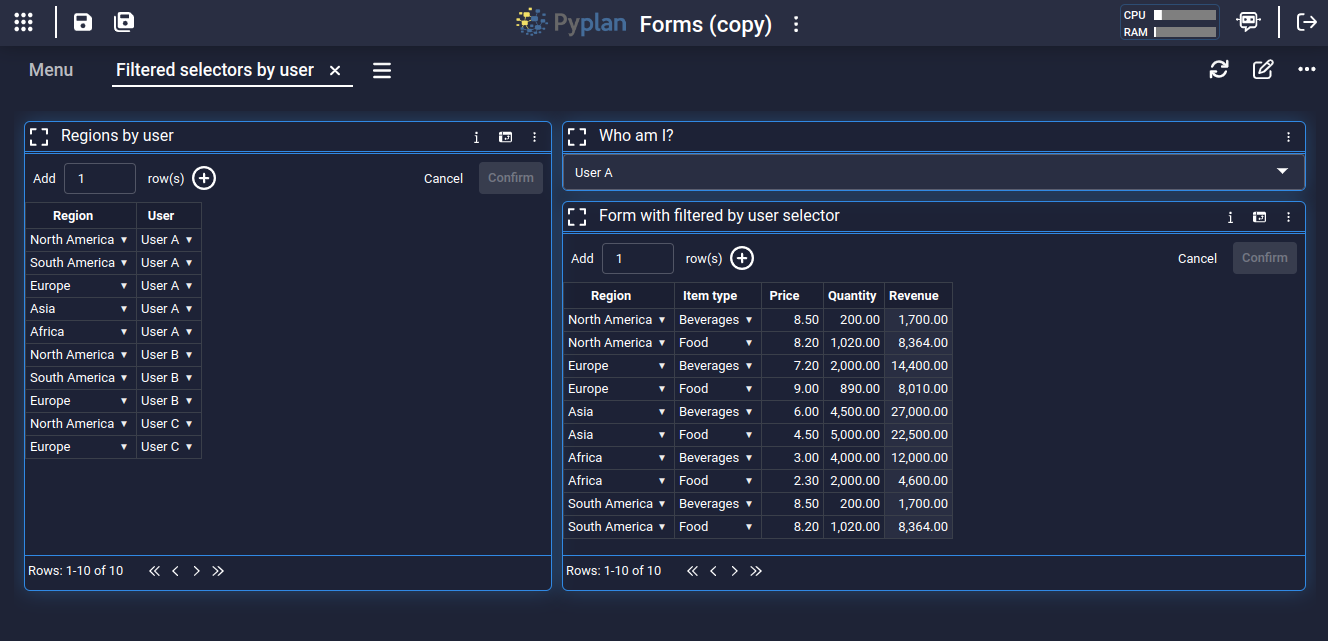 Pyplan Forms (copy)
CPU
RAM
Menu Filtered selectors by user
Regions by user
Add 1 row(s) Cancel Confirm
Region User
North America User A
South America User A
Europe User A
Asia User A
Africa User A
North America User B
South America User B
Europe User B
North America User C
Europe User C
Rows: 1-10 of 10
Who am I?
User A
Form with filtered by user selector
Add 1 row(s) Cancel Confirm
Region Item type Price Quantity Revenue
North America Beverages 8.50 200.00 1,700.00
North America Food 8.20 1,020.00 8,364.00
Europe Beverages 7.20 2,000.00 14,400.00
Europe Food 9.00 890.00 8,010.00
Asia Beverages 6.00 4,500.00 27,000.00
Asia Food 4.50 5,000.00 22,500.00
Africa Beverages 3.00 4,000.00 12,000.00
Africa Food 2.30 2,000.00 4,600.00
South America Beverages 8.50 200.00 1,700.00
South America Food 8.20 1,020.00 8,364.00
Rows: 1-10 of 10